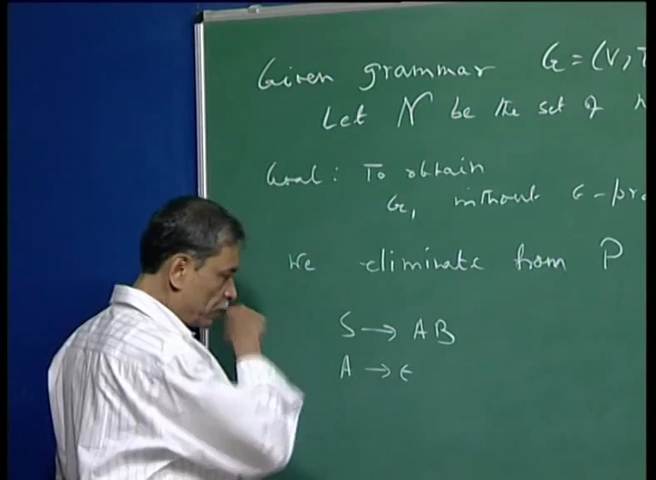 Given grammar G = (V, T
Let N be the set of
Goal : To obtain
G₁ without ϵ - pro
We eliminate from P
S → AB
A → ϵ